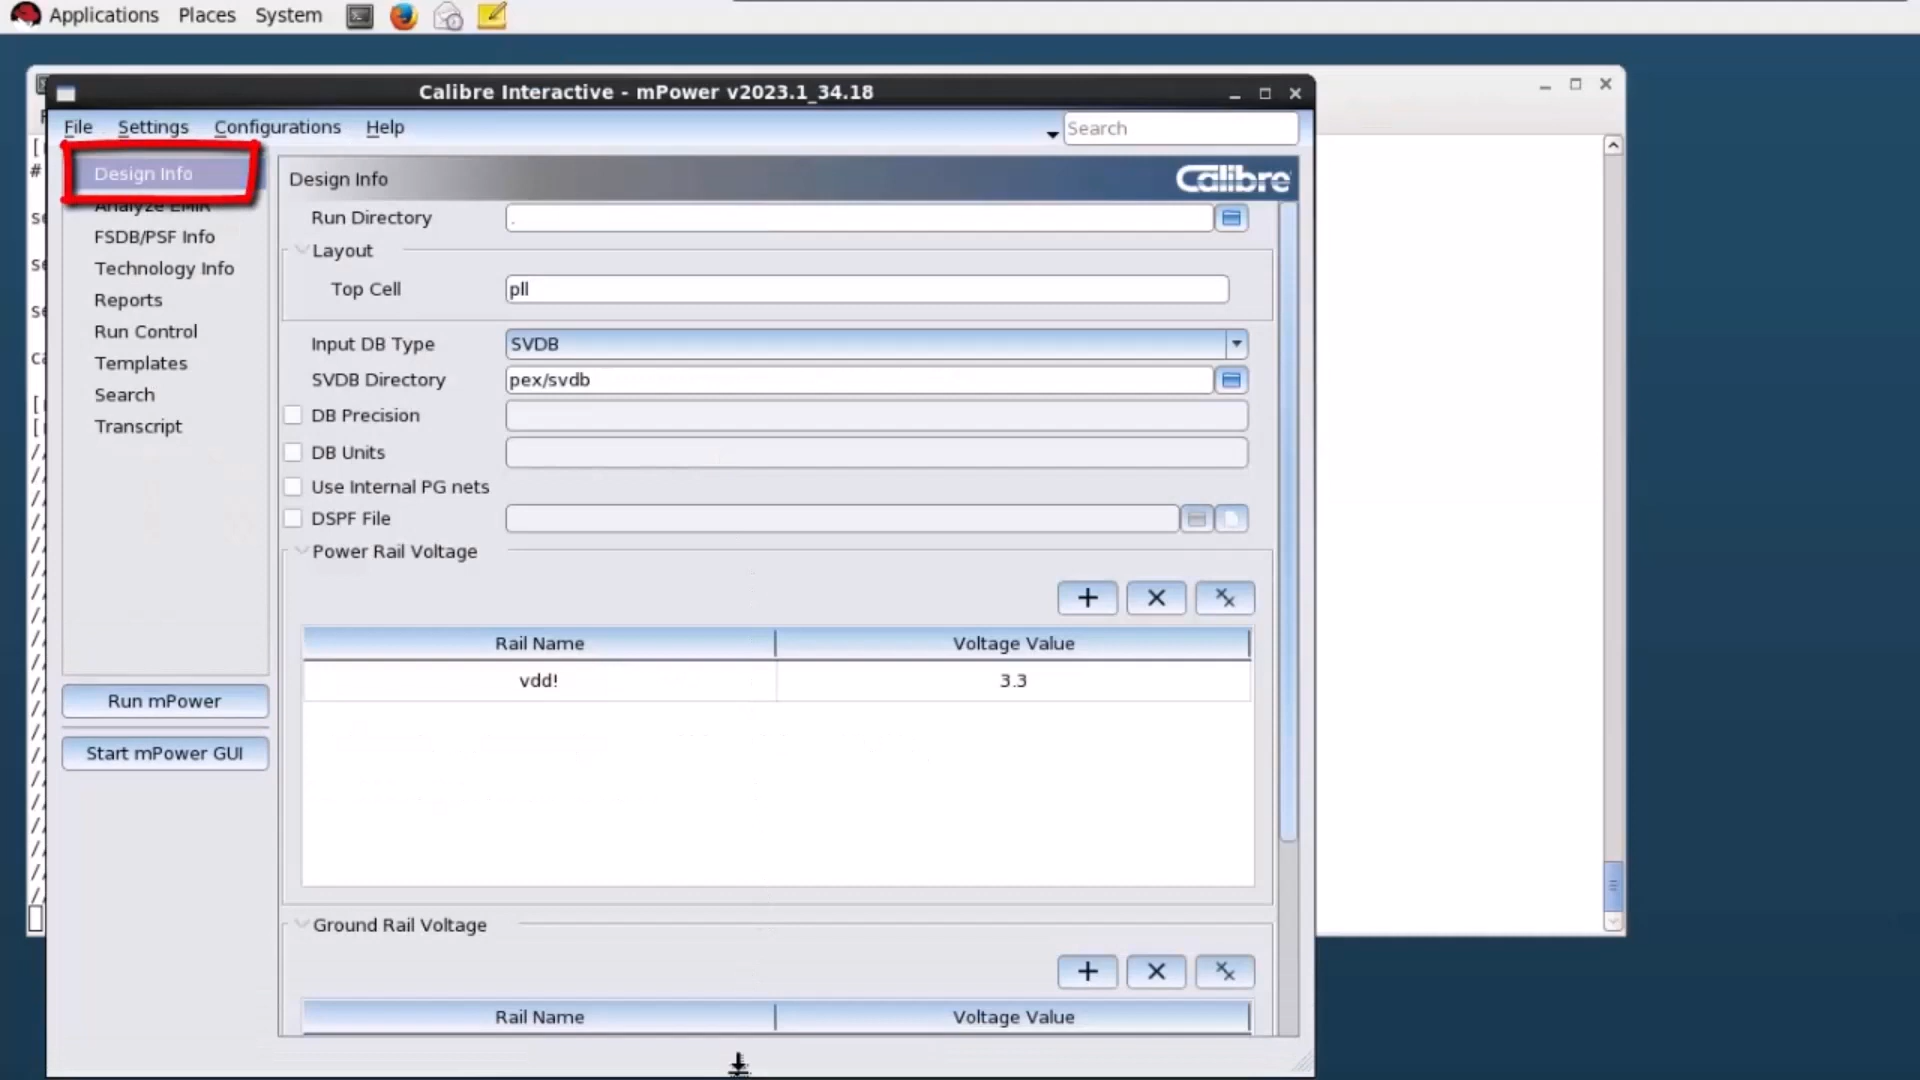 Applications Places System
Calibre Interactive - mPower v2023.1_34.18
File Settings Configurations Help
Search
Design Info
Analyze EMIR
FSDB/PSF Info
Technology Info
Reports
Run Control
Templates
Search
Transcript
Run mPower
Start mPower GUI
Design Info
Calibre
Run Directory .
Layout
Top Cell pll
Input DB Type SVDB
SVDB Directory pex/svdb
DB Precision
DB Units
Use Internal PG nets
DSPF File
Power Rail Voltage
Rail Name Voltage Value
vdd! 3.3
Ground Rail Voltage
Rail Name Voltage Value